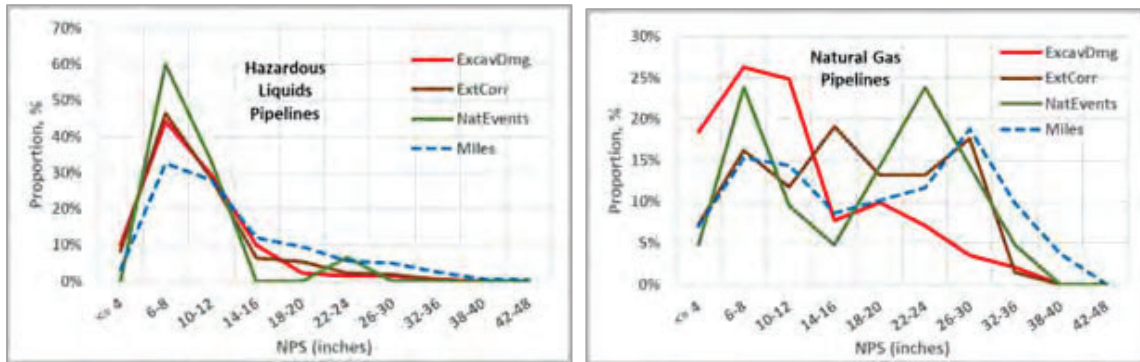 70%
60%
50%
40%
30%
20%
10%
0%
Proportion, %
Hazardous
Liquids
Pipelines
ExcavDmg
ExtCorr
NatEvents
Miles
<= 4
6-8
10-12
14-16
18-20
22-24
26-30
32-36
38-40
42-48
NPS (inches)
30%
25%
20%
15%
10%
5%
0%
Proportion, %
Natural Gas
Pipelines
ExcavDmg
ExtCorr
NatEvents
Miles
<= 4
6-8
10-12
14-16
18-20
22-24
26-30
32-36
38-40
42-48
NPS (inches)